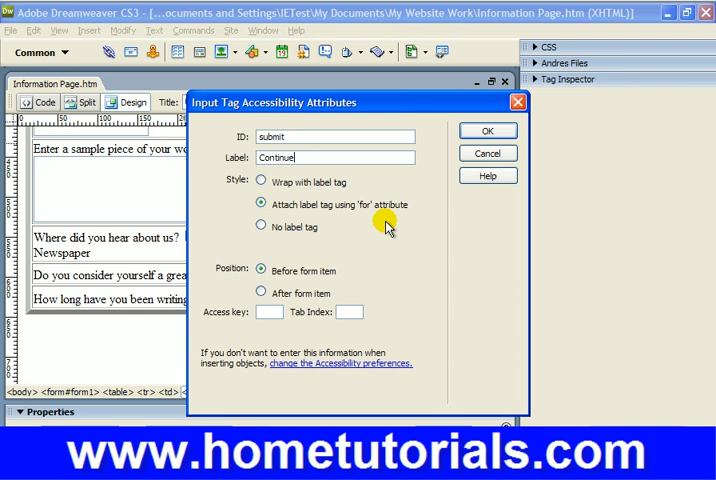 Adobe Dreamweaver CS3 - [...ocuments and Settings\IETest\My Documents\My Website Work\Information Page.htm (XHTML)]
File Edit View Insert Modify Text Commands Site Window Help
Common
CSS
Andres Files
Tag Inspector
Information Page.htm
Code Split Design Title:
0 50 100 150
Input Tag Accessibility Attributes
ID: submit
OK
Label: Continue
Cancel
Style: Wrap with label tag
Help
Attach label tag using 'for' attribute
No label tag
Position: Before form item
After form item
Access key: Tab Index:
If you don't want to enter this information when
inserting objects, change the Accessibility preferences.
Enter a sample piece of your
Where did you hear about us?
Newspaper
Do you consider yourself a
How long have you been writing
<body> <form#form1> <table> <tr> <td>
Properties
www.hometutorials.com